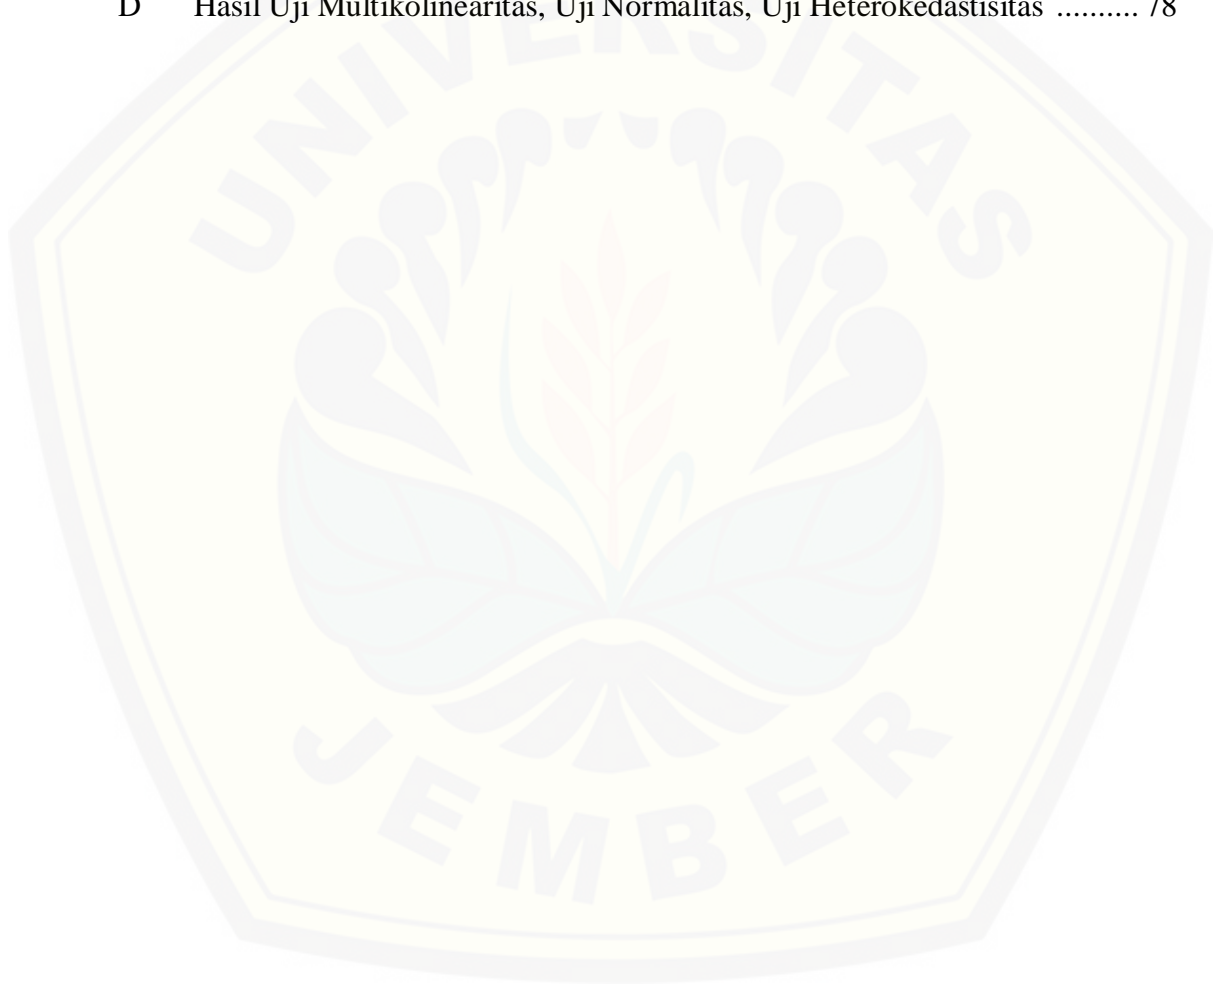 D Hasil Uji Multikolinearitas, Uji Normalitas, Uji Heterokedastisitas .......... 78
UNIVERSITAS
JEMBER